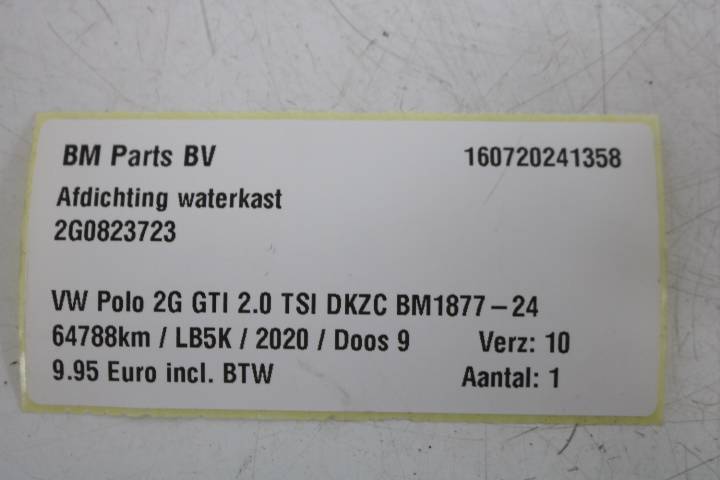 BM Parts BV 160720241358
Afdichting waterkast
2G0823723
VW Polo 2G GTI 2.0 TSI DKZC BM1877-24
64788km / LB5K / 2020 / Doos 9 Verz: 10
9.95 Euro incl. BTW Aantal: 1